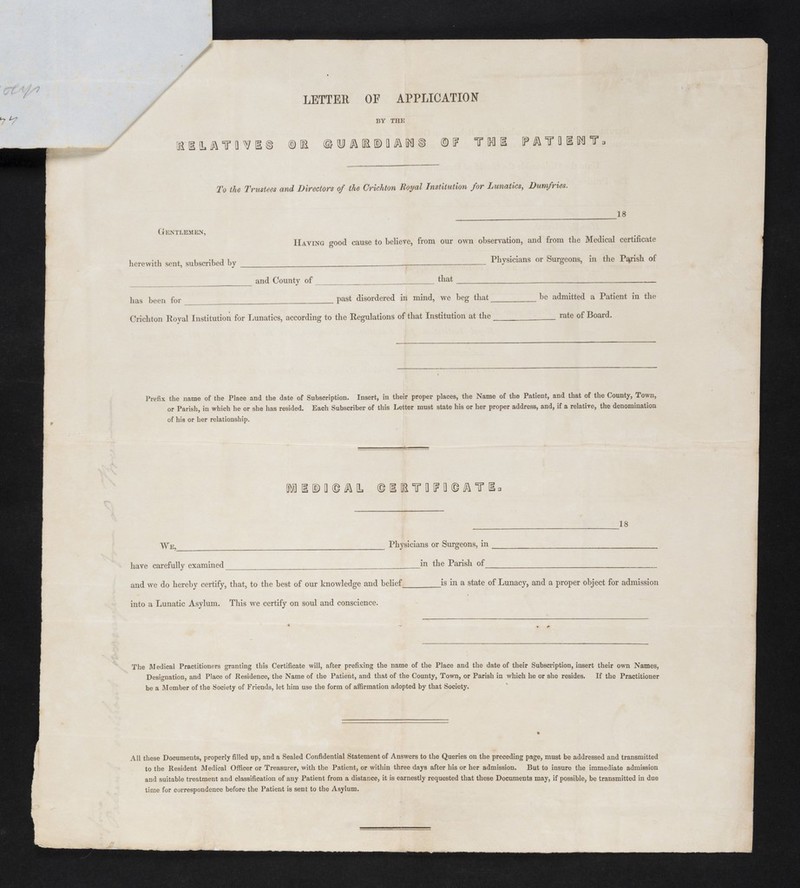 LETTER OF APPLICATION
BY THE
RELATIVES OR GUARDIANS OF THE PATIENT.
To the Trustees and Directors of the Crichton Royal Institution for Lunatics, Dumfries.
18
GENTLEMEN,
HAVING good cause to believe, from our own observation, and from the Medical certificate
herewith sent, subscribed by Physicians or Surgeons, in the Parish of
and County of that
has been for past disordered in mind, we beg that be admitted a Patient in the
Crichton Royal Institution for Lunatics, according to the Regulations of that Institution at the rate of Board.
Prefix the name of the Place and the date of Subscription. Insert, in their proper places, the Name of the Patient, and that of the County, Town,
or Parish, in which he or she has resided. Each Subscriber of this Letter must state his or her proper address, and, if a relative, the denomination
of his or her relationship.
MEDICAL CERTIFICATE.
18
WE, Physicians or Surgeons, in
have carefully examined in the Parish of
and we do hereby certify, that, to the best of our knowledge and belief is in a state of Lunacy, and a proper object for admission
into a Lunatic Asylum. This we certify on soul and conscience.
The Medical Practitioners granting this Certificate will, after prefixing the name of the Place and the date of their Subscription, insert their own Names,
Designation, and Place of Residence, the Name of the Patient, and that of the County, Town, or Parish in which he or she resides. If the Practitioner
be a Member of the Society of Friends, let him use the form of affirmation adopted by that Society.
All these Documents, properly filled up, and a Sealed Confidential Statement of Answers to the Queries on the preceding page, must be addressed and transmitted
to the Resident Medical Officer or Treasurer, with the Patient, or within three days after his or her admission. But to insure the immediate admission
and suitable treatment and classification of any Patient from a distance, it is earnestly requested that these Documents may, if possible, be transmitted in due
time for correspondence before the Patient is sent to the Asylum.